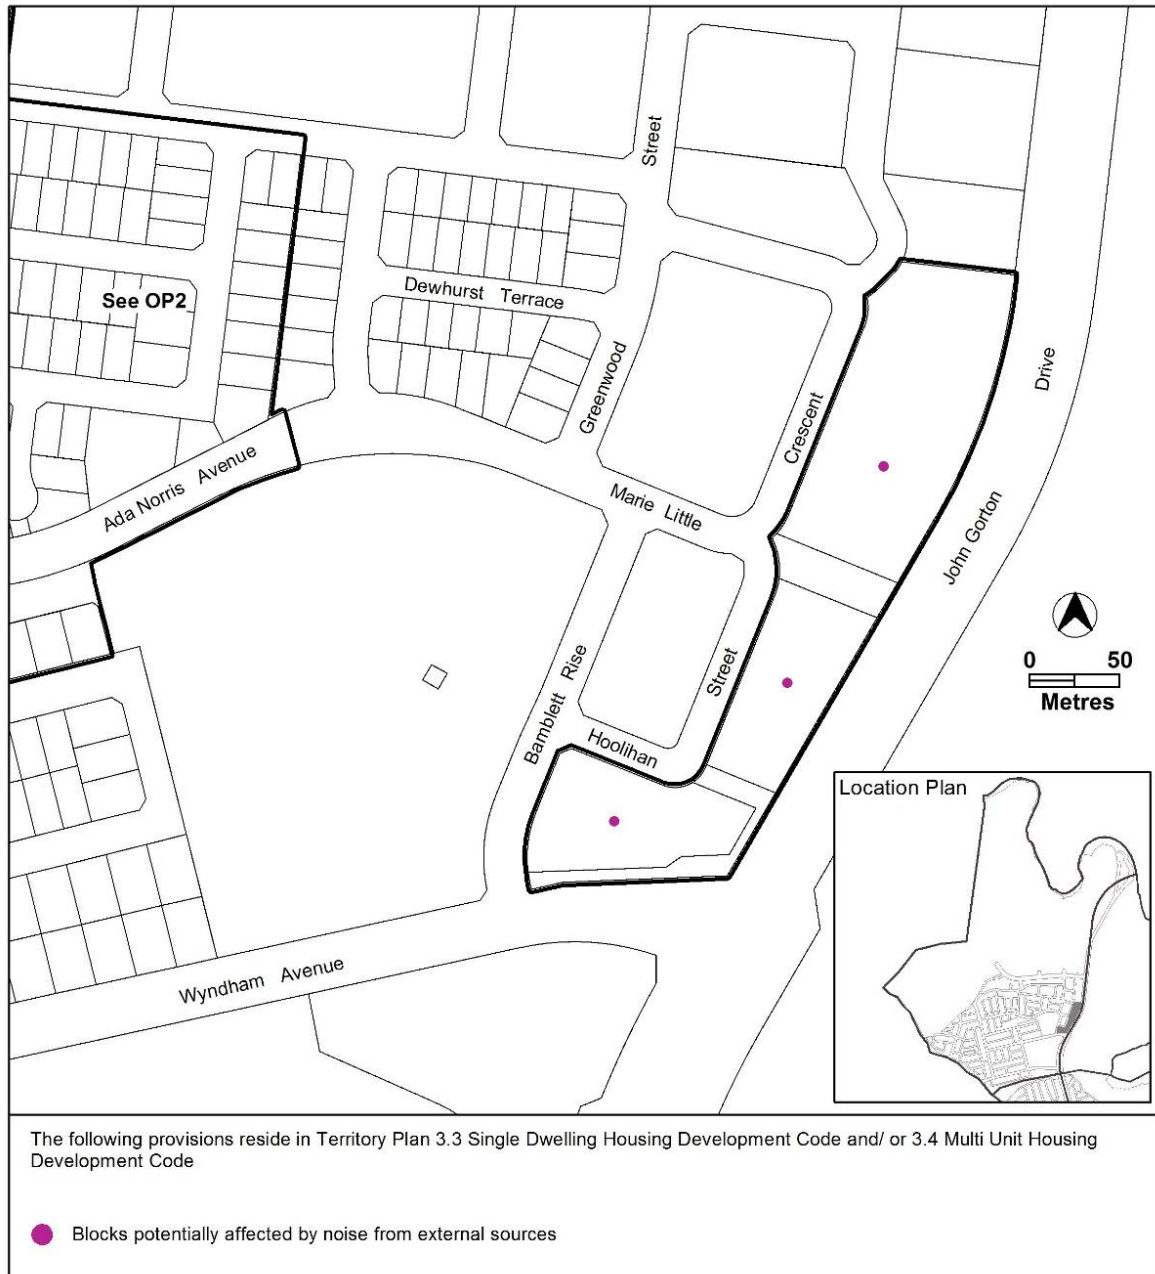 Street
See OP2
Dewhurst Terrace
Greenwood
Crescent
Drive
Ada Norris Avenue
Marie Little
John Gorton
Bamblett Rise
Street
Hoolihan
0 50
Metres
Wyndham Avenue
Location Plan
The following provisions reside in Territory Plan 3.3 Single Dwelling Housing Development Code and/ or 3.4 Multi Unit Housing
Development Code
Blocks potentially affected by noise from external sources